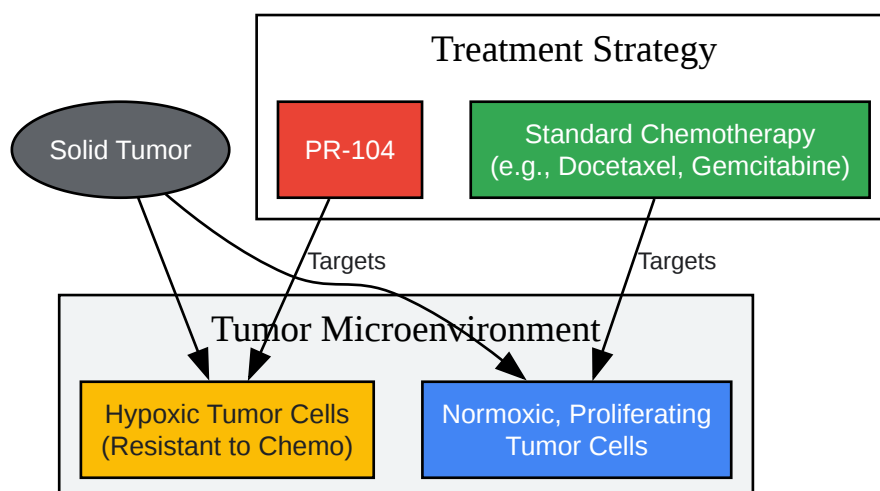 Treatment Strategy
Solid Tumor
PR-104
Standard Chemotherapy
(e.g., Docetaxel, Gemcitabine)
Targets
Targets
Tumor Microenvironment
Hypoxic Tumor Cells
(Resistant to Chemo)
Normoxic, Proliferating
Tumor Cells